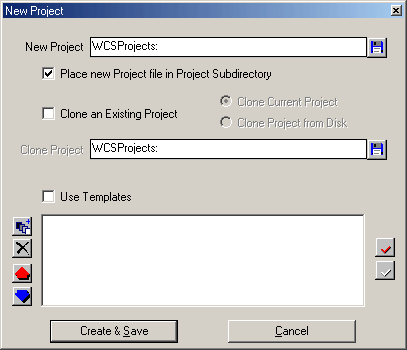 New Project
New Project WCSProjects:
Place new Project file in Project Subdirectory
Clone an Existing Project
Clone Current Project
Clone Project from Disk
Clone Project WCSProjects:
Use Templates
Create & Save Cancel